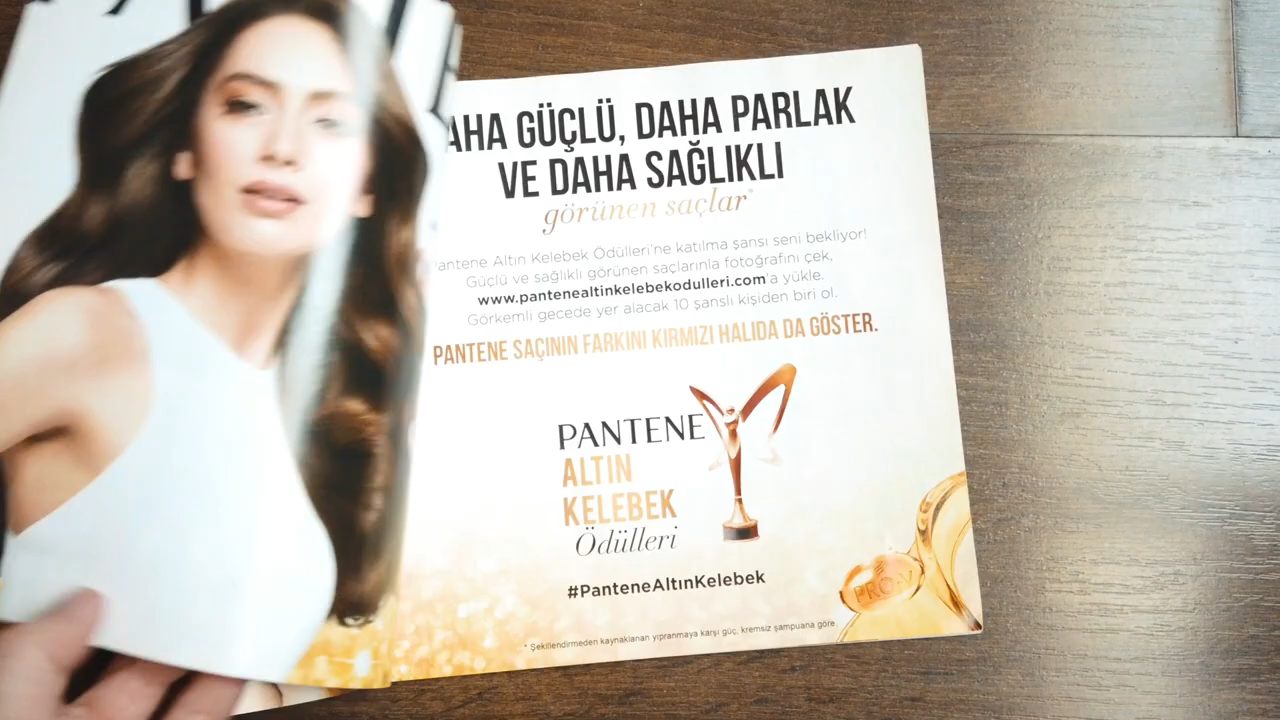 AHA GÜÇLÜ, DAHA PARLAK
VE DAHA SAĞLIKLI
görünen saçlar*
Pantene Altın Kelebek Ödülleri'ne katılma şansı seni bekliyor!
Güçlü ve sağlıklı görünen saçlarınla fotoğrafını çek,
www.pantenealtinkelebekodulleri.com'a yükle.
Görkemli gecede yer alacak 10 şanslı kişiden biri ol.
PANTENE SAÇININ FARKINI KIRMIZI HALIDA DA GÖSTER.
PANTENE
ALTIN
KELEBEK
Ödülleri
#PanteneAltınKelebek
PRO-V
* Şekillendirmeden kaynaklanan yıpranmaya karşı güç, kremsiz şampuana göre